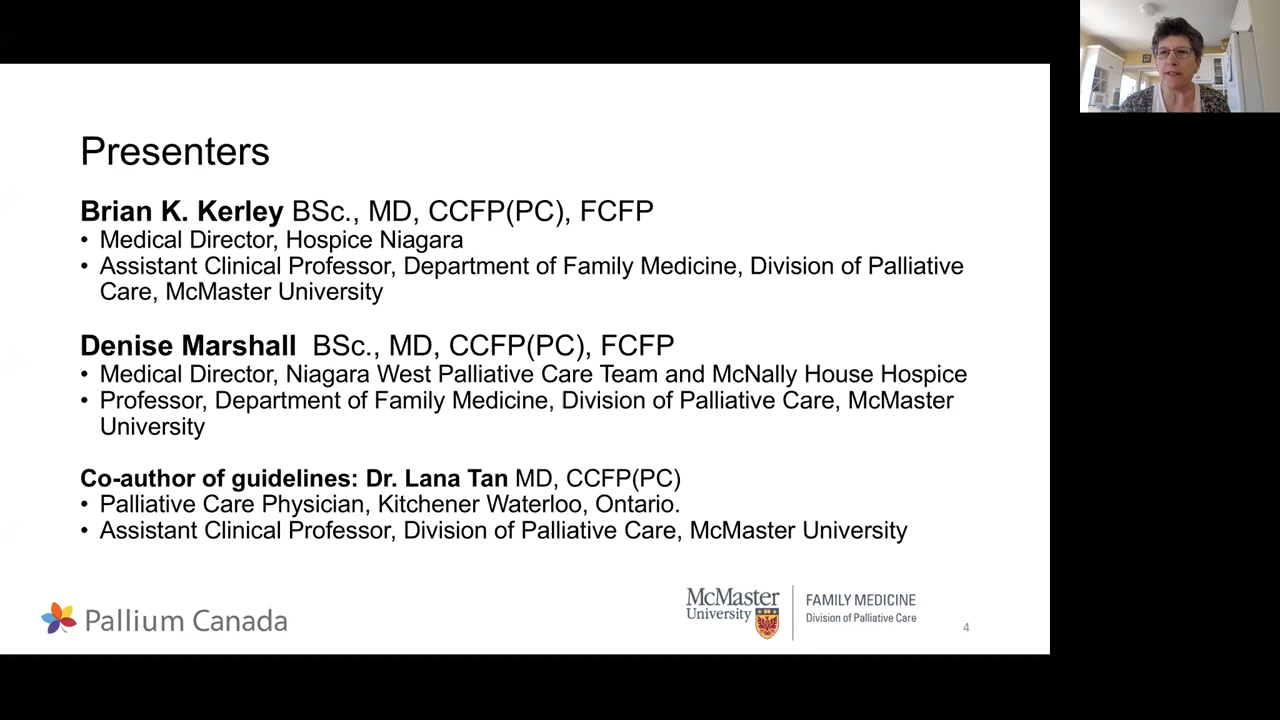 Presenters
Brian K. Kerley BSc., MD, CCFP(PC), FCFP
• Medical Director, Hospice Niagara
• Assistant Clinical Professor, Department of Family Medicine, Division of Palliative
Care, McMaster University
Denise Marshall BSc., MD, CCFP(PC), FCFP
• Medical Director, Niagara West Palliative Care Team and McNally House Hospice
• Professor, Department of Family Medicine, Division of Palliative Care, McMaster
University
Co-author of guidelines: Dr. Lana Tan MD, CCFP(PC)
• Palliative Care Physician, Kitchener Waterloo, Ontario.
• Assistant Clinical Professor, Division of Palliative Care, McMaster University
Pallium Canada
McMaster
University
FAMILY MEDICINE
Division of Palliative Care
4